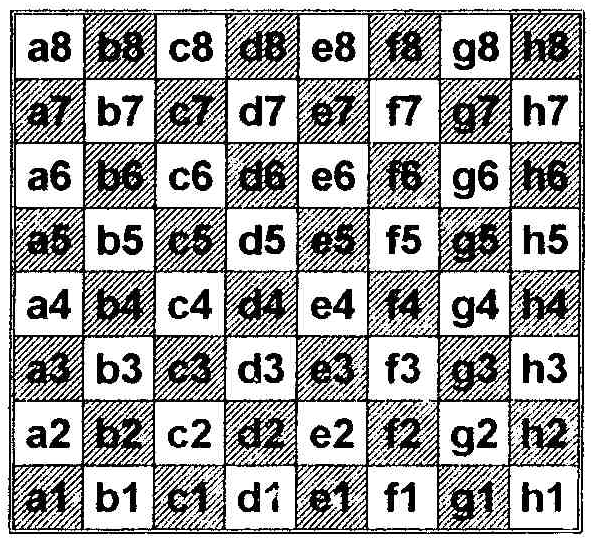 a8 b8 c8 d8 e8 f8 g8 h8
a7 b7 c7 d7 e7 f7 g7 h7
a6 b6 c6 d6 e6 f6 g6 h6
a5 b5 c5 d5 e5 f5 g5 h5
a4 b4 c4 d4 e4 f4 g4 h4
a3 b3 c3 d3 e3 f3 g3 h3
a2 b2 c2 d2 e2 f2 g2 h2
a1 b1 c1 d1 e1 f1 g1 h1